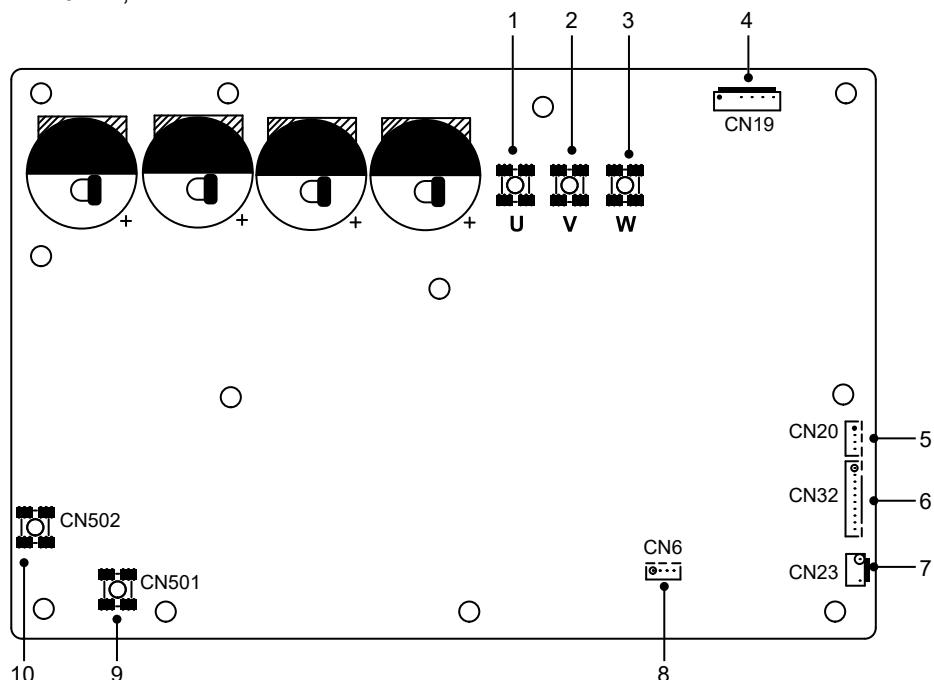 1 2 3 4
CN19
U V W
+ + + +
CN20 5
CN32 6
CN502
CN6
CN501
CN23 7
10 9 8